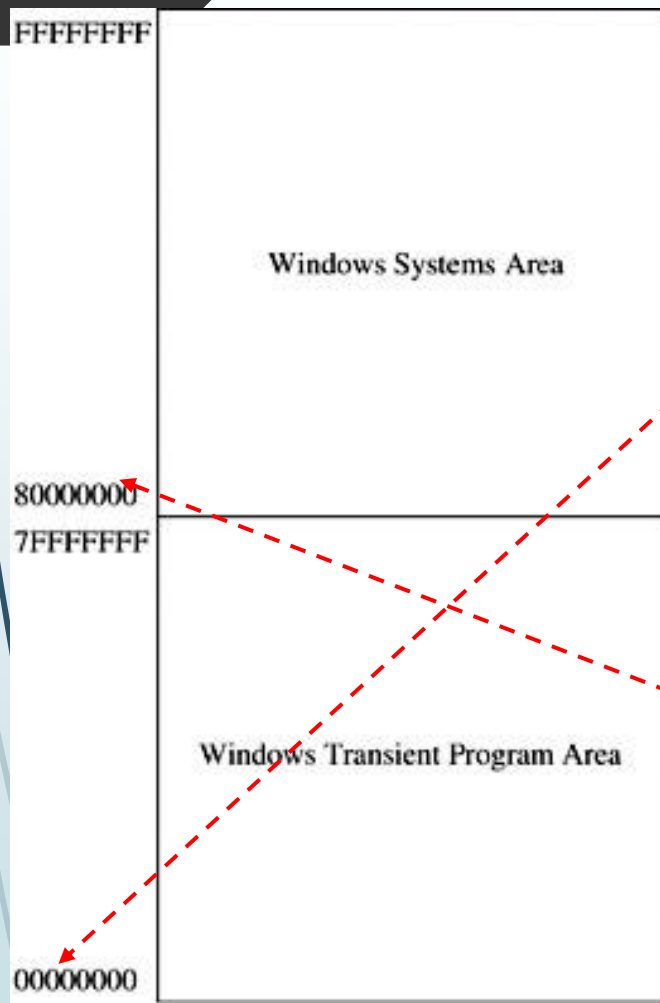 FFFFFFFF
Windows Systems Area
80000000
7FFFFFFF
Windows Transient Program Area
00000000